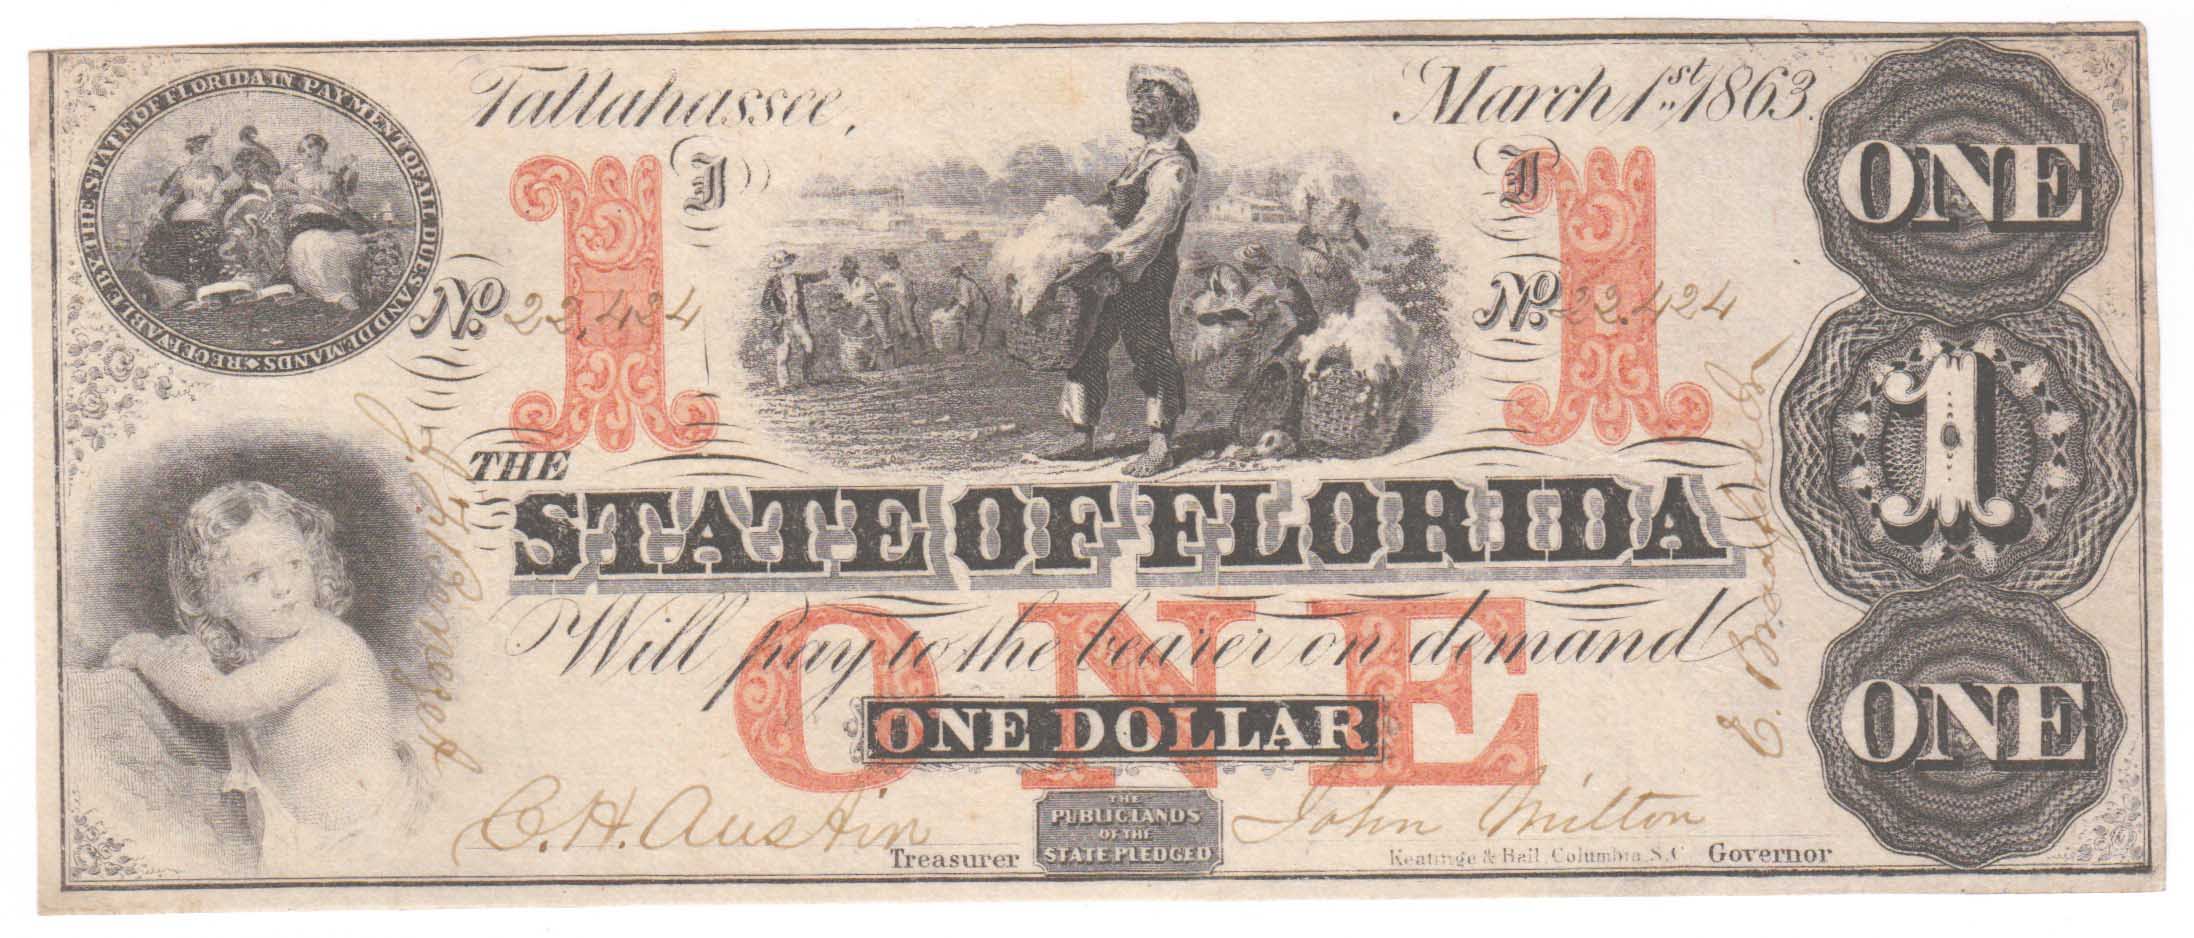 RECEIVABLE BY THE STATE OF FLORIDA IN PAYMENT OF ALL DUES AND DEMANDS
Tallahassee, March 1st 1863.
I I
1 1
No 22,424 No 22.424
ONE
1
ONE
THE
STATE OF FLORIDA
Will pay to the bearer on demand
ONE
ONE DOLLAR
C. H. Austin
Treasurer
THE
PUBLIC LANDS
OF THE
STATE PLEDGED
John Milton
Keatinge & Ball, Columbia, S.C.
Governor
E. Bradford